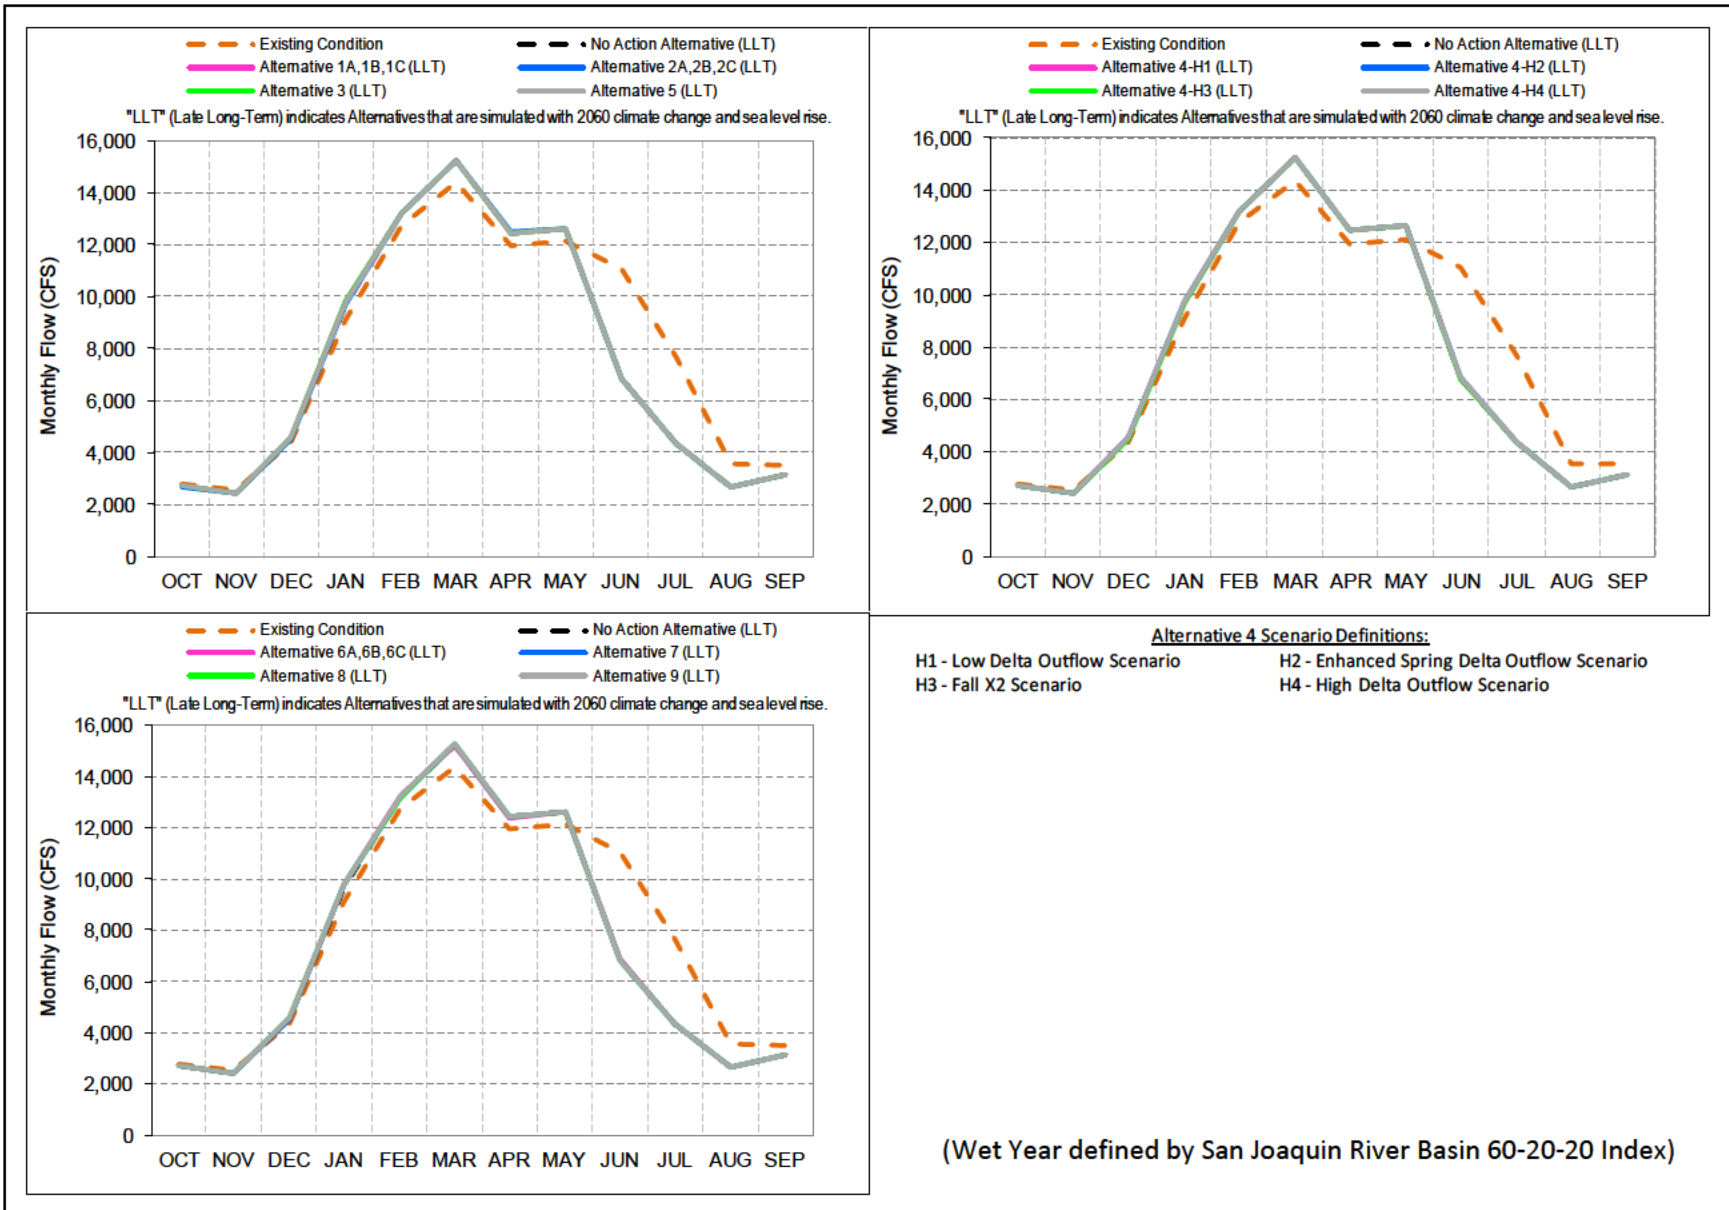 Existing Condition
No Action Alternative (LLT)
Alternative 1A,1B,1C (LLT)
Alternative 2A,2B,2C (LLT)
Alternative 3 (LLT)
Alternative 5 (LLT)
"LLT" (Late Long-Term) indicates Alternatives that are simulated with 2060 climate change and sea level rise.
Monthly Flow (CFS)
16,000
14,000
12,000
10,000
8,000
6,000
4,000
2,000
0
OCT NOV DEC JAN FEB MAR APR MAY JUN JUL AUG SEP
Existing Condition
No Action Alternative (LLT)
Alternative 4-H1 (LLT)
Alternative 4-H2 (LLT)
Alternative 4-H3 (LLT)
Alternative 4-H4 (LLT)
"LLT" (Late Long-Term) indicates Alternatives that are simulated with 2060 climate change and sea level rise.
Monthly Flow (CFS)
16,000
14,000
12,000
10,000
8,000
6,000
4,000
2,000
0
OCT NOV DEC JAN FEB MAR APR MAY JUN JUL AUG SEP
Existing Condition
No Action Alternative (LLT)
Alternative 6A,6B,6C (LLT)
Alternative 7 (LLT)
Alternative 8 (LLT)
Alternative 9 (LLT)
"LLT" (Late Long-Term) indicates Alternatives that are simulated with 2060 climate change and sea level rise.
Monthly Flow (CFS)
16,000
14,000
12,000
10,000
8,000
6,000
4,000
2,000
0
OCT NOV DEC JAN FEB MAR APR MAY JUN JUL AUG SEP
Alternative 4 Scenario Definitions:
H1 - Low Delta Outflow Scenario
H2 - Enhanced Spring Delta Outflow Scenario
H3 - Fall X2 Scenario
H4 - High Delta Outflow Scenario
(Wet Year defined by San Joaquin River Basin 60-20-20 Index)